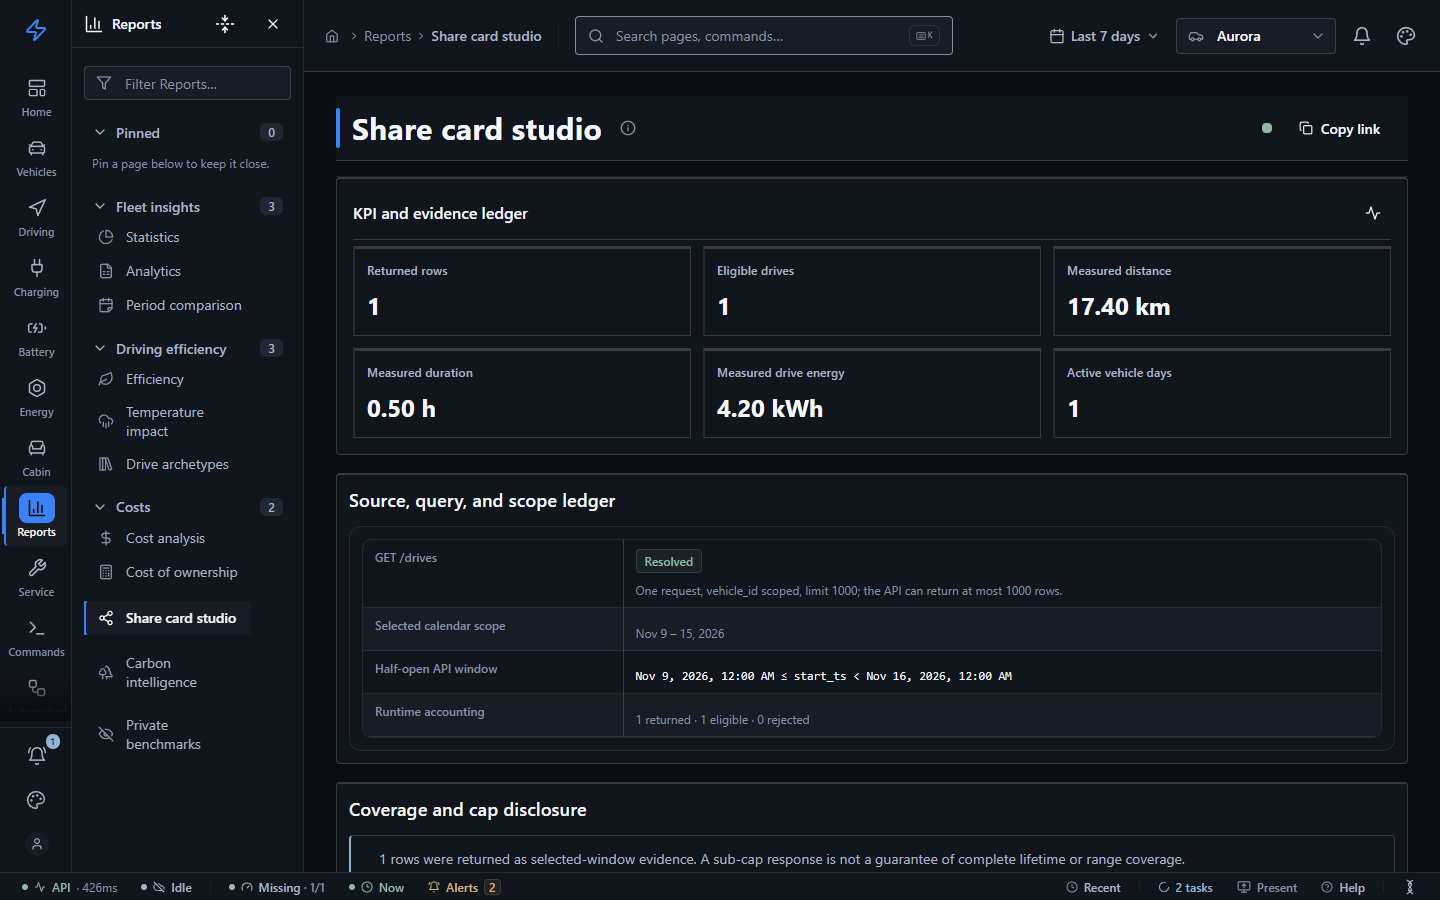 Home
Vehicles
Driving
Charging
Battery
Energy
Cabin
Reports
Service
Commands
1
Reports
Filter Reports...
Pinned 0
Pin a page below to keep it close.
Fleet insights 3
Statistics
Analytics
Period comparison
Driving efficiency 3
Efficiency
Temperature
impact
Drive archetypes
Costs 2
Cost analysis
Cost of ownership
Share card studio
Carbon
intelligence
Private
benchmarks
Reports Share card studio
Search pages, commands... K
Last 7 days
Aurora
Share card studio
Copy link
KPI and evidence ledger
Returned rows
1
Eligible drives
1
Measured distance
17.40 km
Measured duration
0.50 h
Measured drive energy
4.20 kWh
Active vehicle days
1
Source, query, and scope ledger
GET /drives
Resolved
One request, vehicle_id scoped, limit 1000; the API can return at most 1000 rows.
Selected calendar scope
Nov 9 – 15, 2026
Half-open API window
Nov 9, 2026, 12:00 AM ≤ start_ts < Nov 16, 2026, 12:00 AM
Runtime accounting
1 returned · 1 eligible · 0 rejected
Coverage and cap disclosure
1 rows were returned as selected-window evidence. A sub-cap response is not a guarantee of complete lifetime or range coverage.
API · 426ms
Idle
Missing · 1/1
Now
Alerts 2
Recent
2 tasks
Present
Help